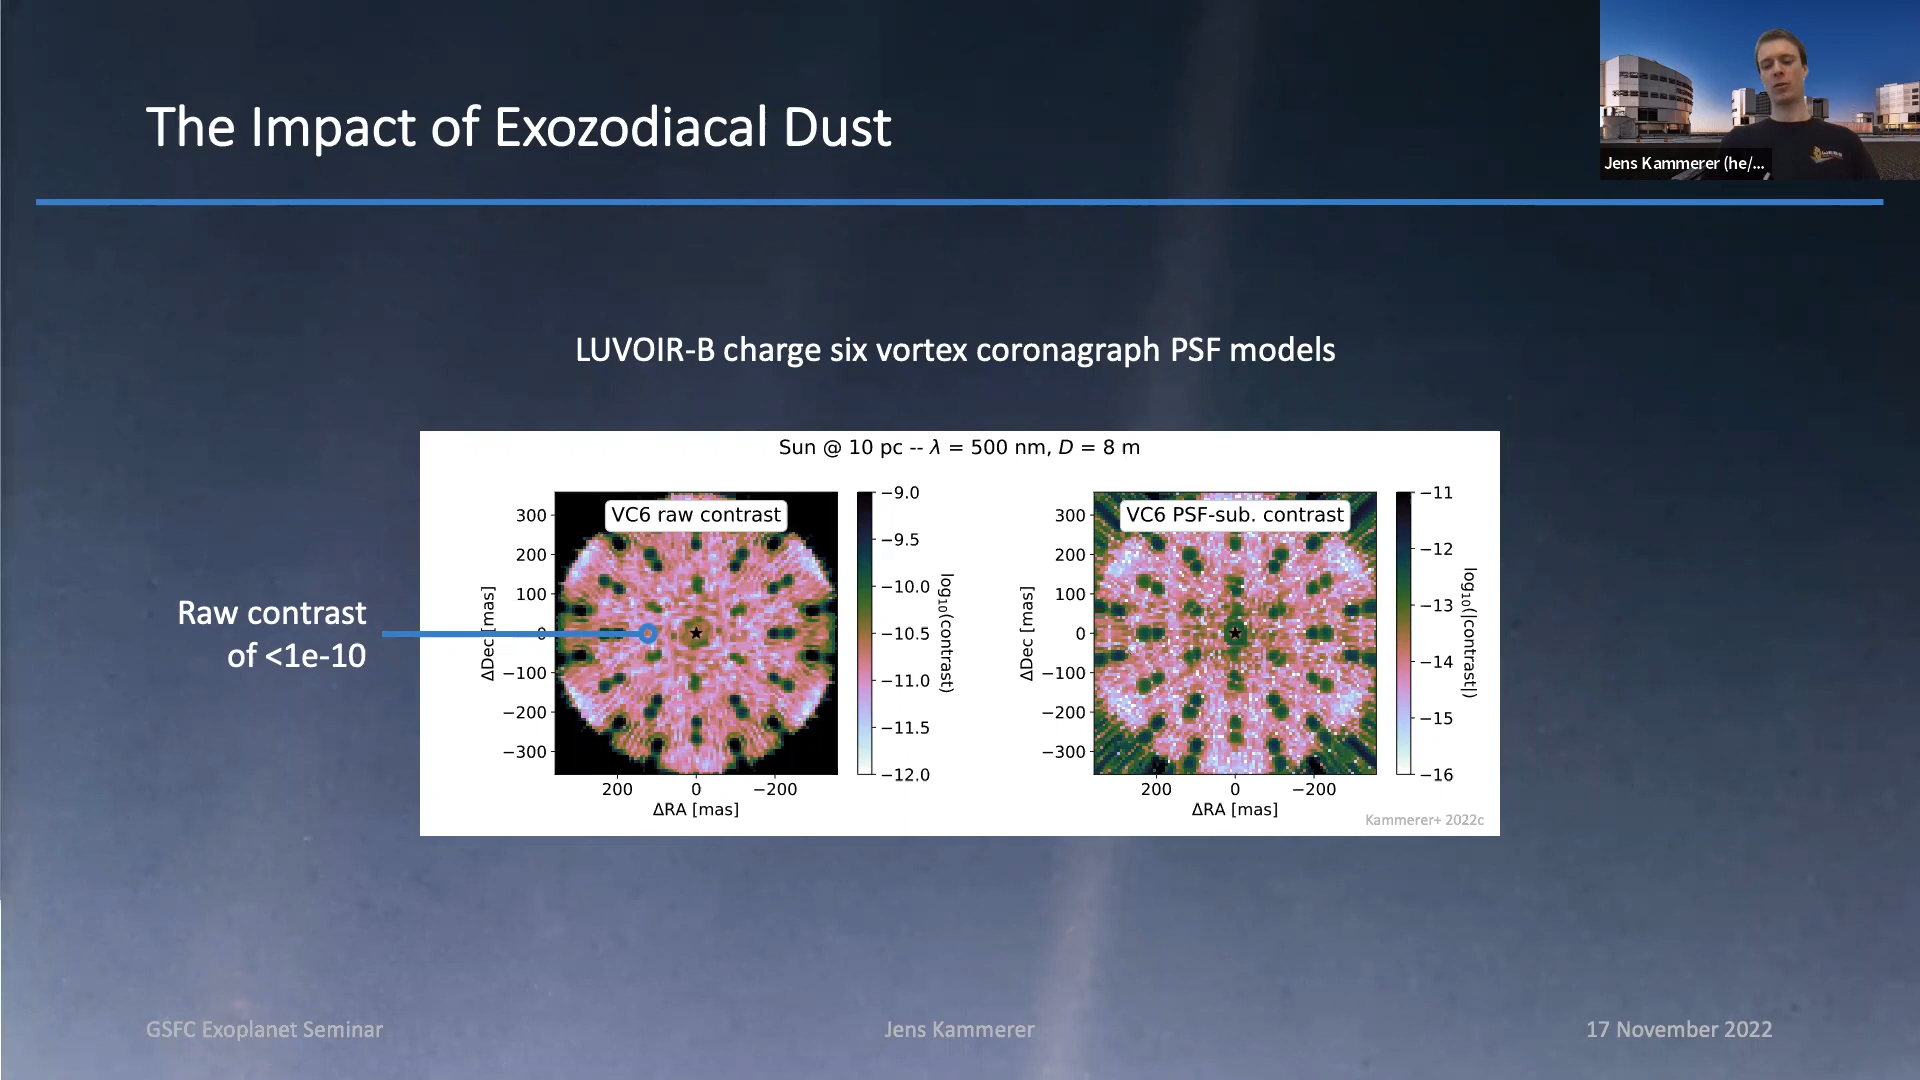 The Impact of Exozodiacal Dust
Jens Kammerer (he/...
LUVOIR-B charge six vortex coronagraph PSF models
Sun @ 10 pc -- λ = 500 nm, D = 8 m
VC6 raw contrast
300
200
100
0
−100
−200
−300
200
0
−200
ΔRA [mas]
ΔDec [mas]
−9.0
−9.5
−10.0
−10.5
−11.0
−11.5
−12.0
log10(contrast)
VC6 PSF-sub. contrast
300
200
100
0
−100
−200
−300
200
0
−200
ΔRA [mas]
ΔDec [mas]
−11
−12
−13
−14
−15
−16
log10(|contrast|)
Kammerer+ 2022c
Raw contrast
of <1e-10
GSFC Exoplanet Seminar
Jens Kammerer
17 November 2022